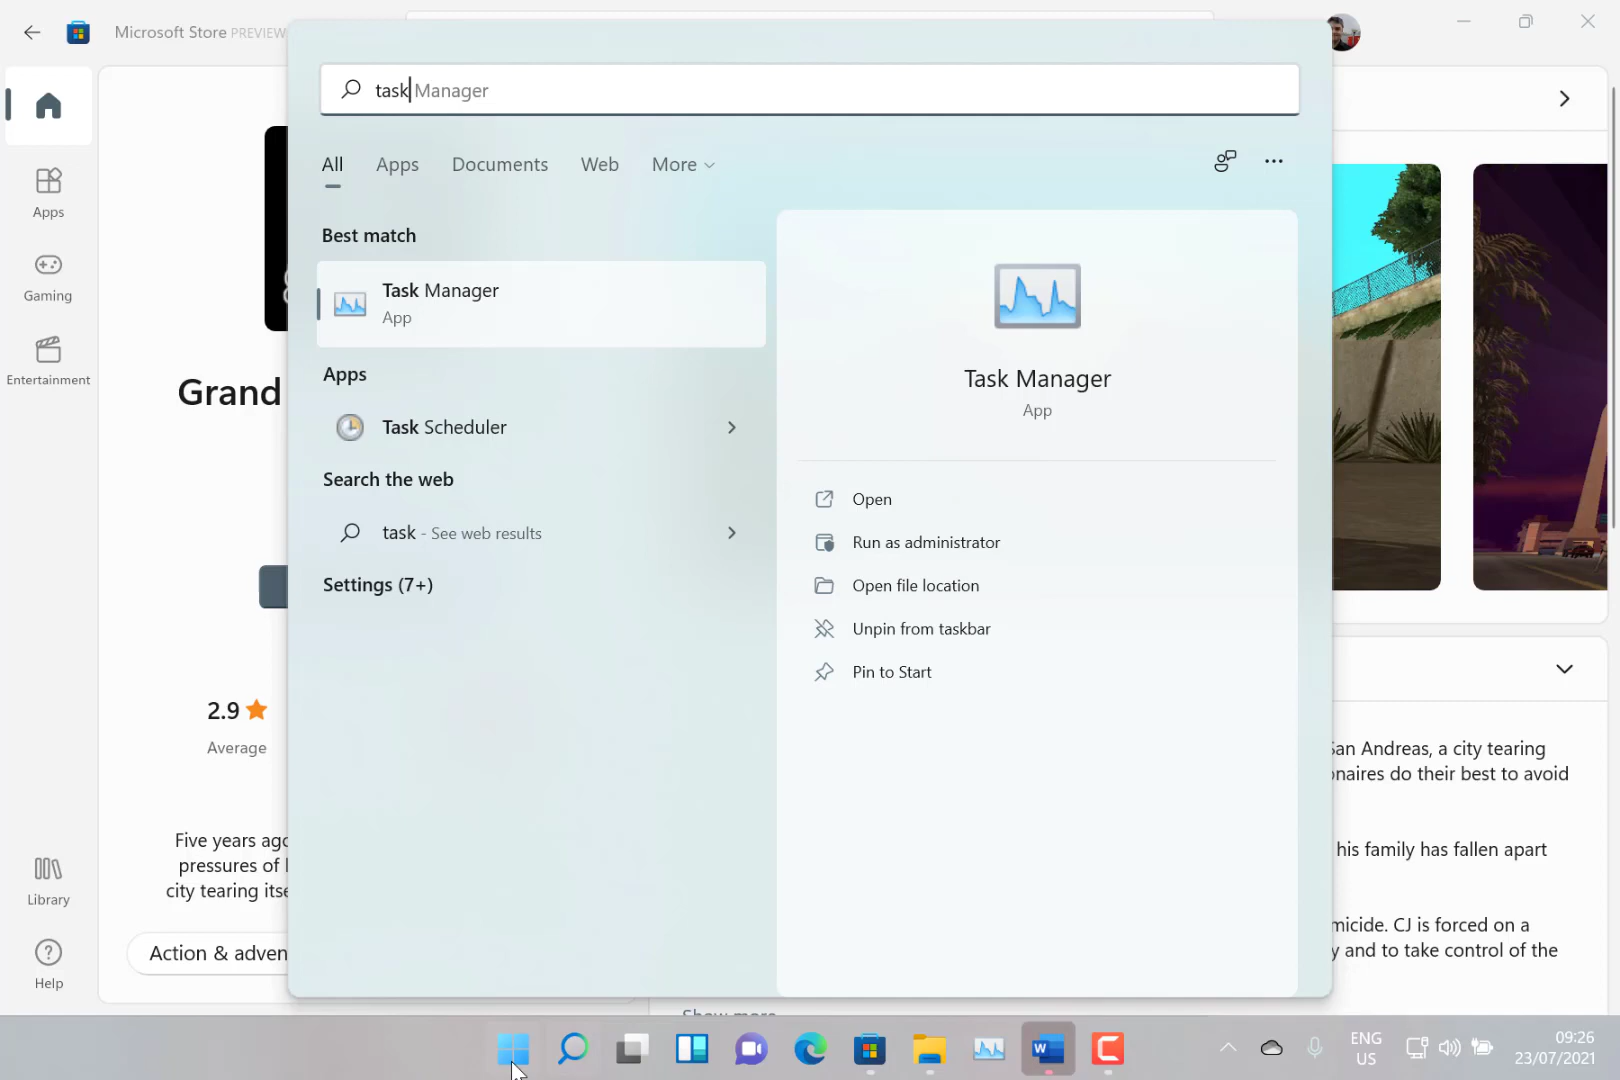 Microsoft Store PREVIEW
task Manager
All Apps Documents Web More
Best match
Task Manager
App
Apps
Task Scheduler
Search the web
task - See web results
Settings (7+)
Task Manager
App
Open
Run as administrator
Open file location
Unpin from taskbar
Pin to Start
Apps
Gaming
Entertainment
Library
Help
Grand
2.9
Average
Five years ago
pressures of
city tearing itse
Action & adven
San Andreas, a city tearing
onaires do their best to avoid
his family has fallen apart
micide. CJ is forced on a
y and to take control of the
Show more
ENG
US
09:26
23/07/2021